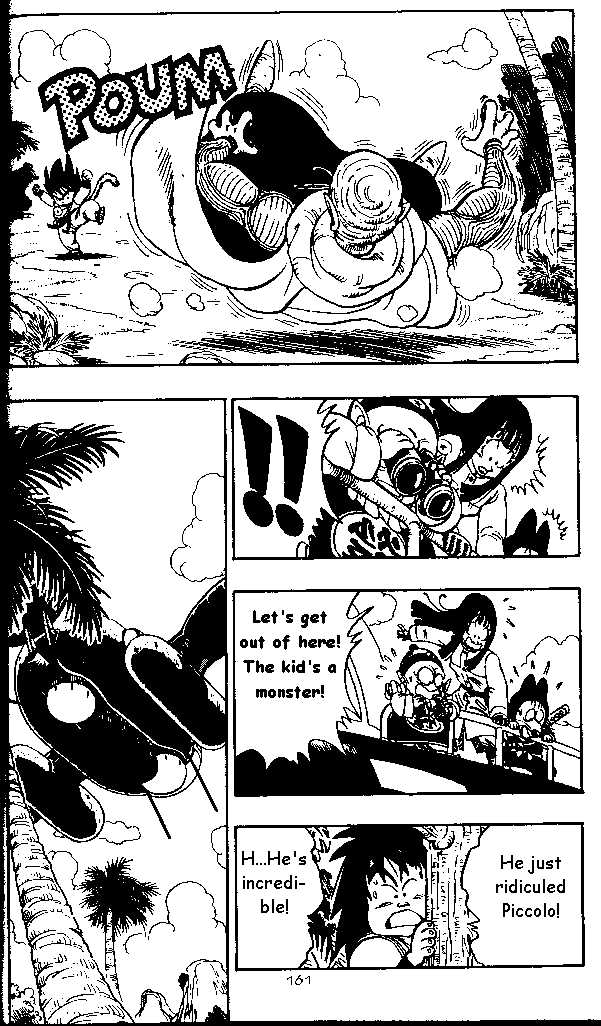 POUM
!!
Let's get
out of here!
The kid's a
monster!
H...He's
incredi-
ble!
He just
ridiculed
Piccolo!
161